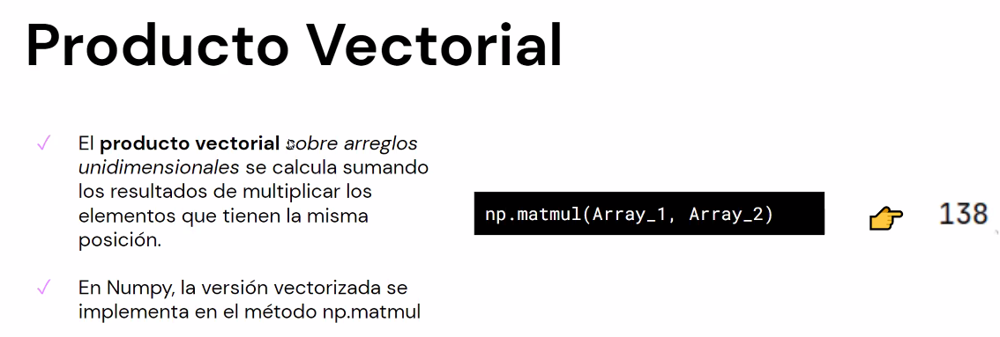 Producto Vectorial
✓ El producto vectorial sobre arreglos
unidimensionales se calcula sumando
los resultados de multiplicar los
elementos que tienen la misma
posición.
np.matmul(Array_1, Array_2)
138
✓ En Numpy, la versión vectorizada se
implementa en el método np.matmul